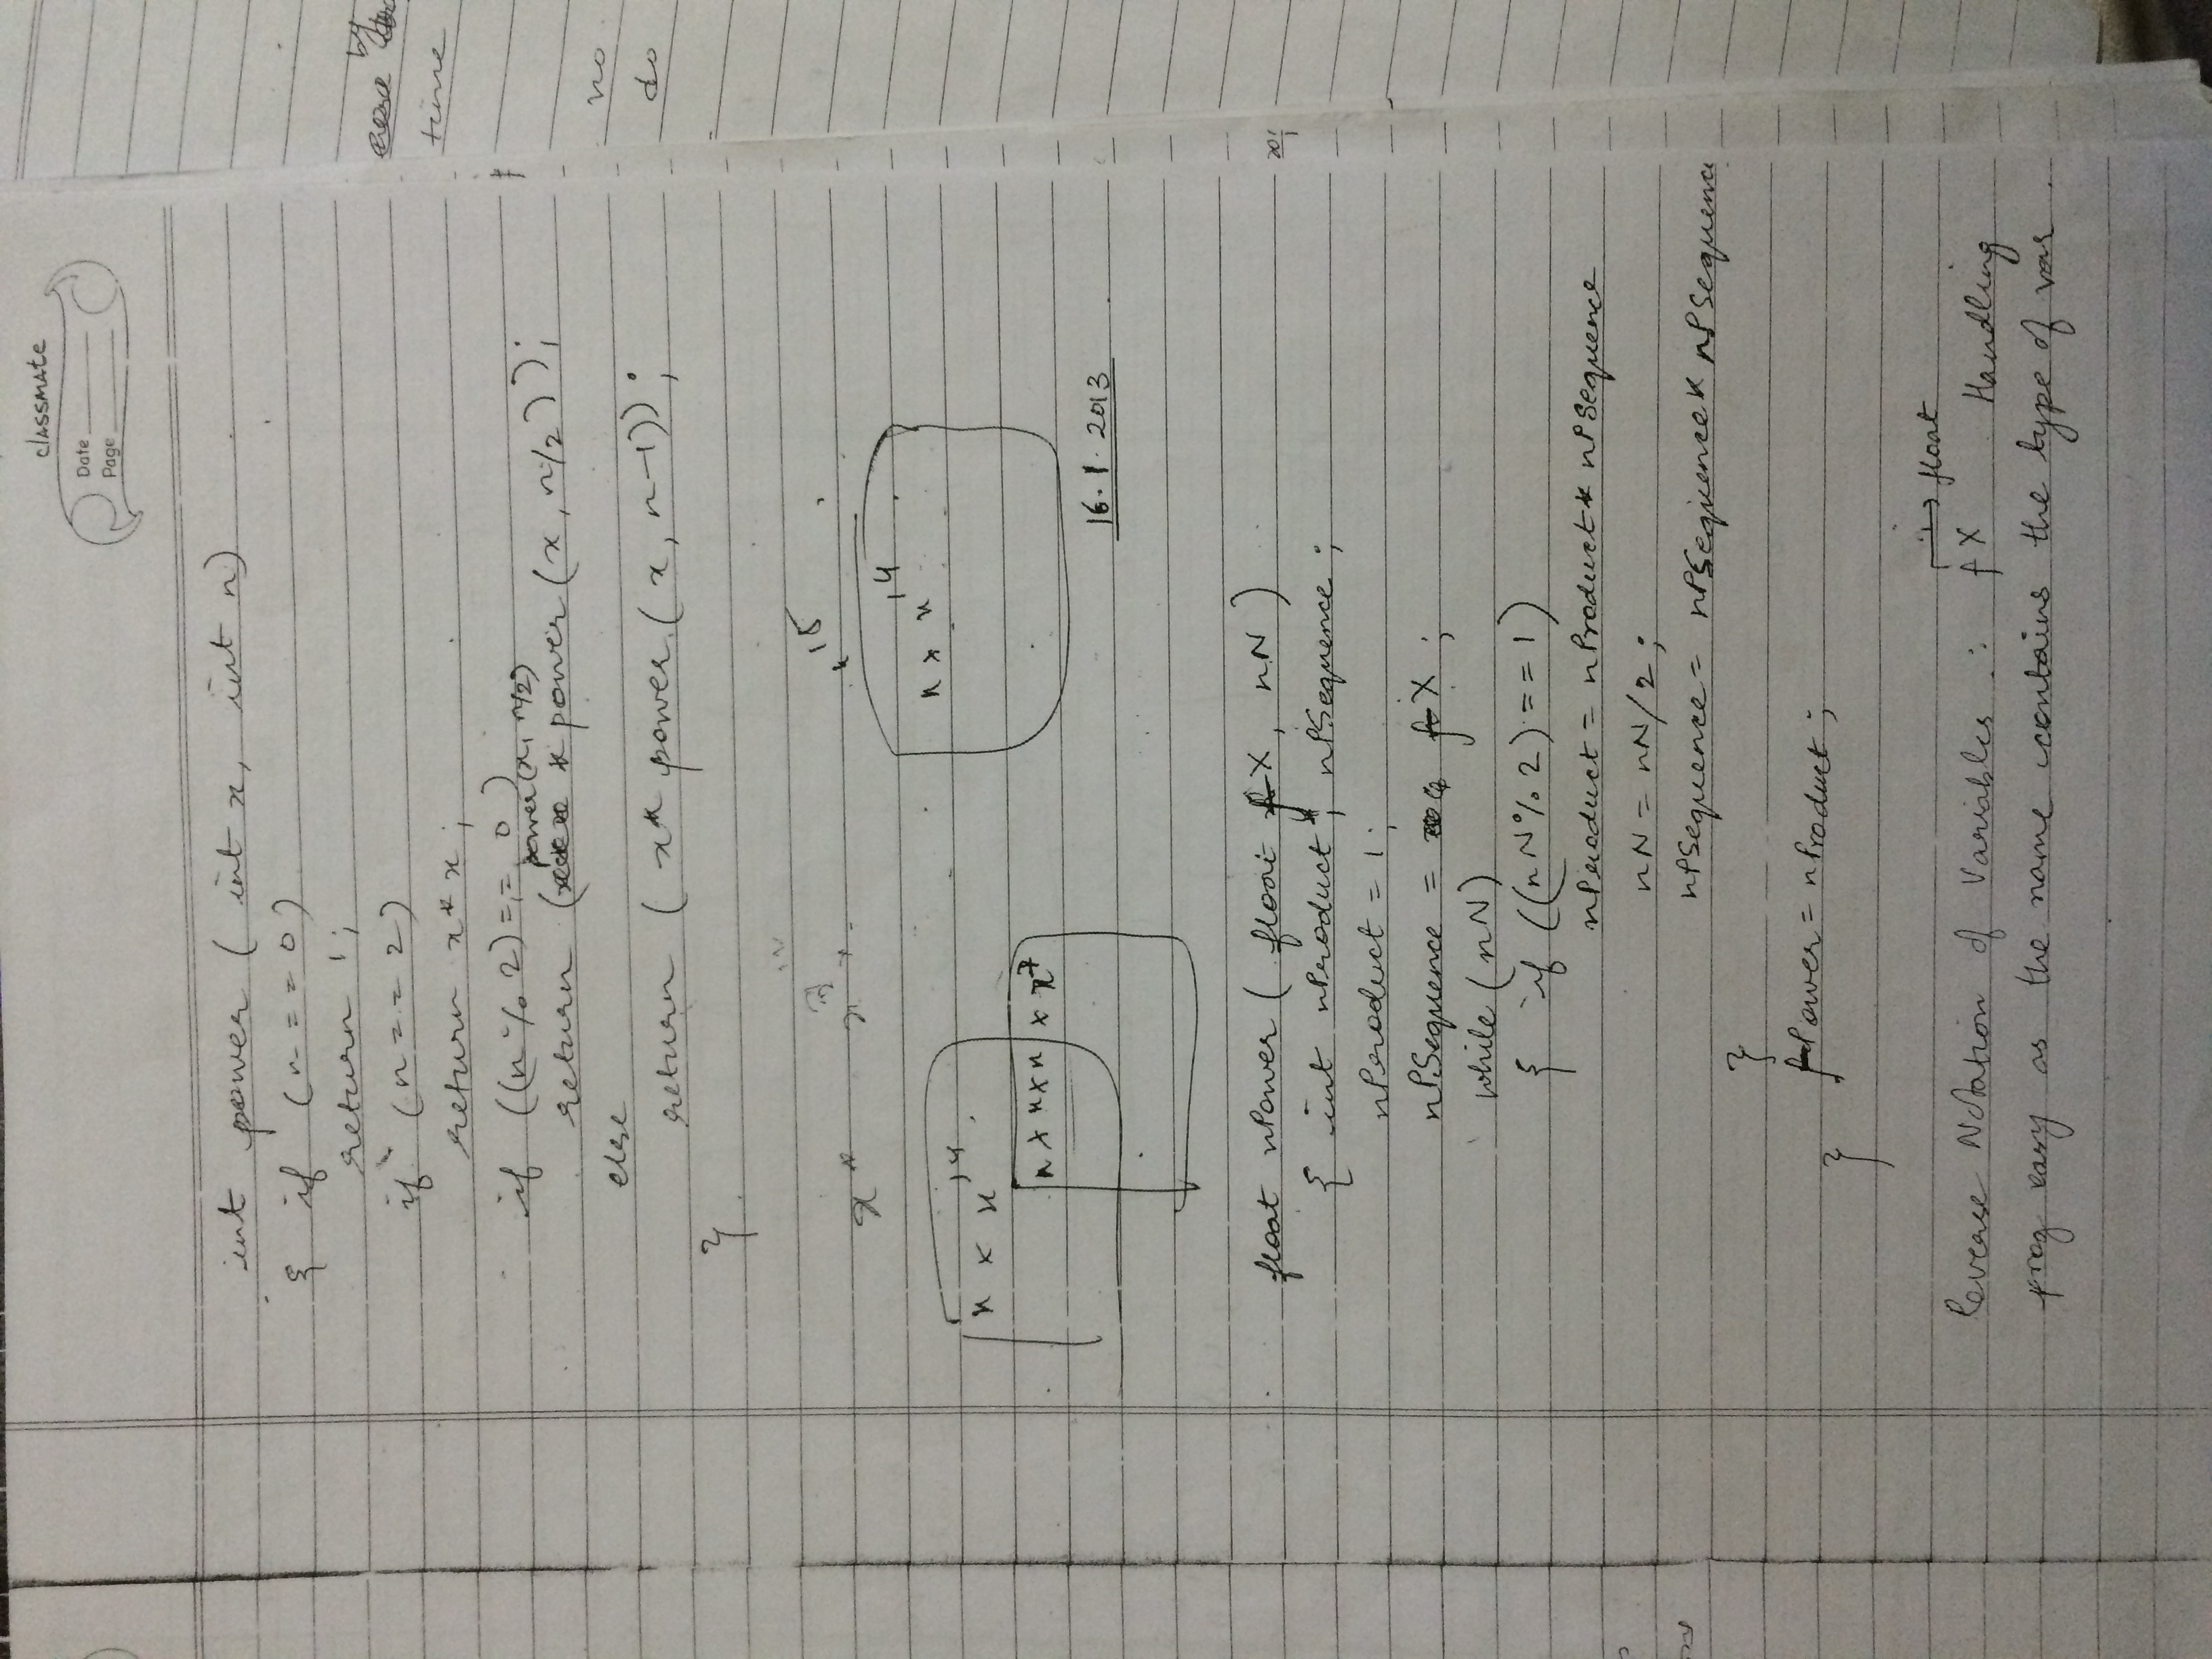 classmate
Date
Page
int power ( int x, int n)
{ if (n == 0)
return 1;
if (n == 2)
return x * x ;
if ((n % 2) == 0)
power(x, n/2)
return ( * power (x, n/2));
else
return ( x * power ( x, n-1));
}
x *
x 15
x × x 14
x × x 14
x × x × x × x 7
16.1.2013
float nPower ( float fX, nN )
{ int nProduct , nPSequence ;
nProduct = 1;
nPSequence = fX ;
while (nN)
{ if ((nN % 2) == 1)
nProduct = nProduct * nPSequence
nN = nN/2 ;
nPSequence = nPSequence * nPSequence
}
fPower = nProduct ;
}
→ float
Reverse Notation of Variables : fX Handling
prog easy as the name contains the type of var .
by
time
no
do